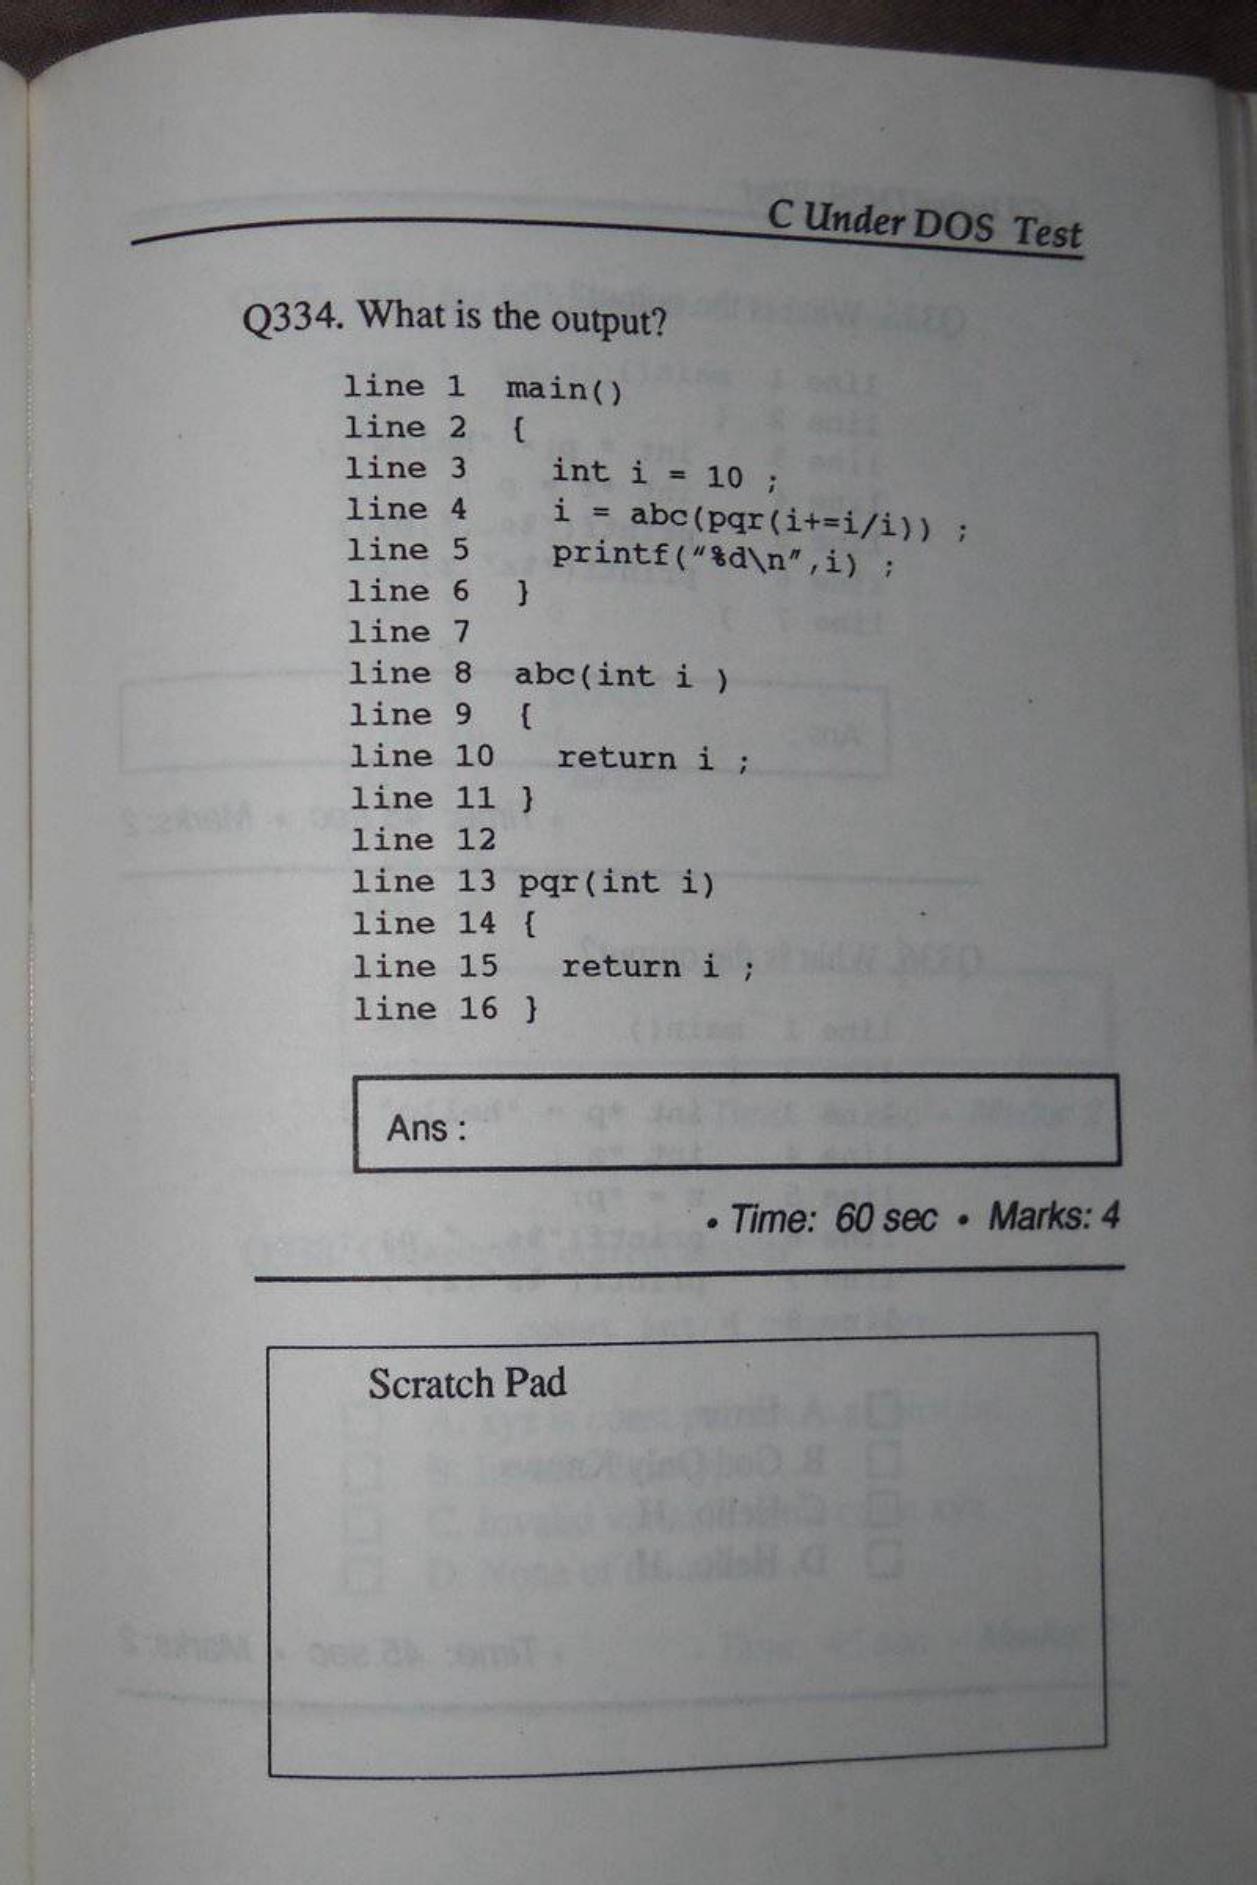 C Under DOS Test
Q334. What is the output?
line 1 main()
line 2 {
line 3 int i = 10 ;
line 4 i = abc(pqr(i+=i/i)) ;
line 5 printf("%d\n",i) ;
line 6 }
line 7
line 8 abc(int i )
line 9 {
line 10 return i ;
line 11 }
line 12
line 13 pqr(int i)
line 14 {
line 15 return i ;
line 16 }
Ans :
• Time: 60 sec • Marks: 4
Scratch Pad